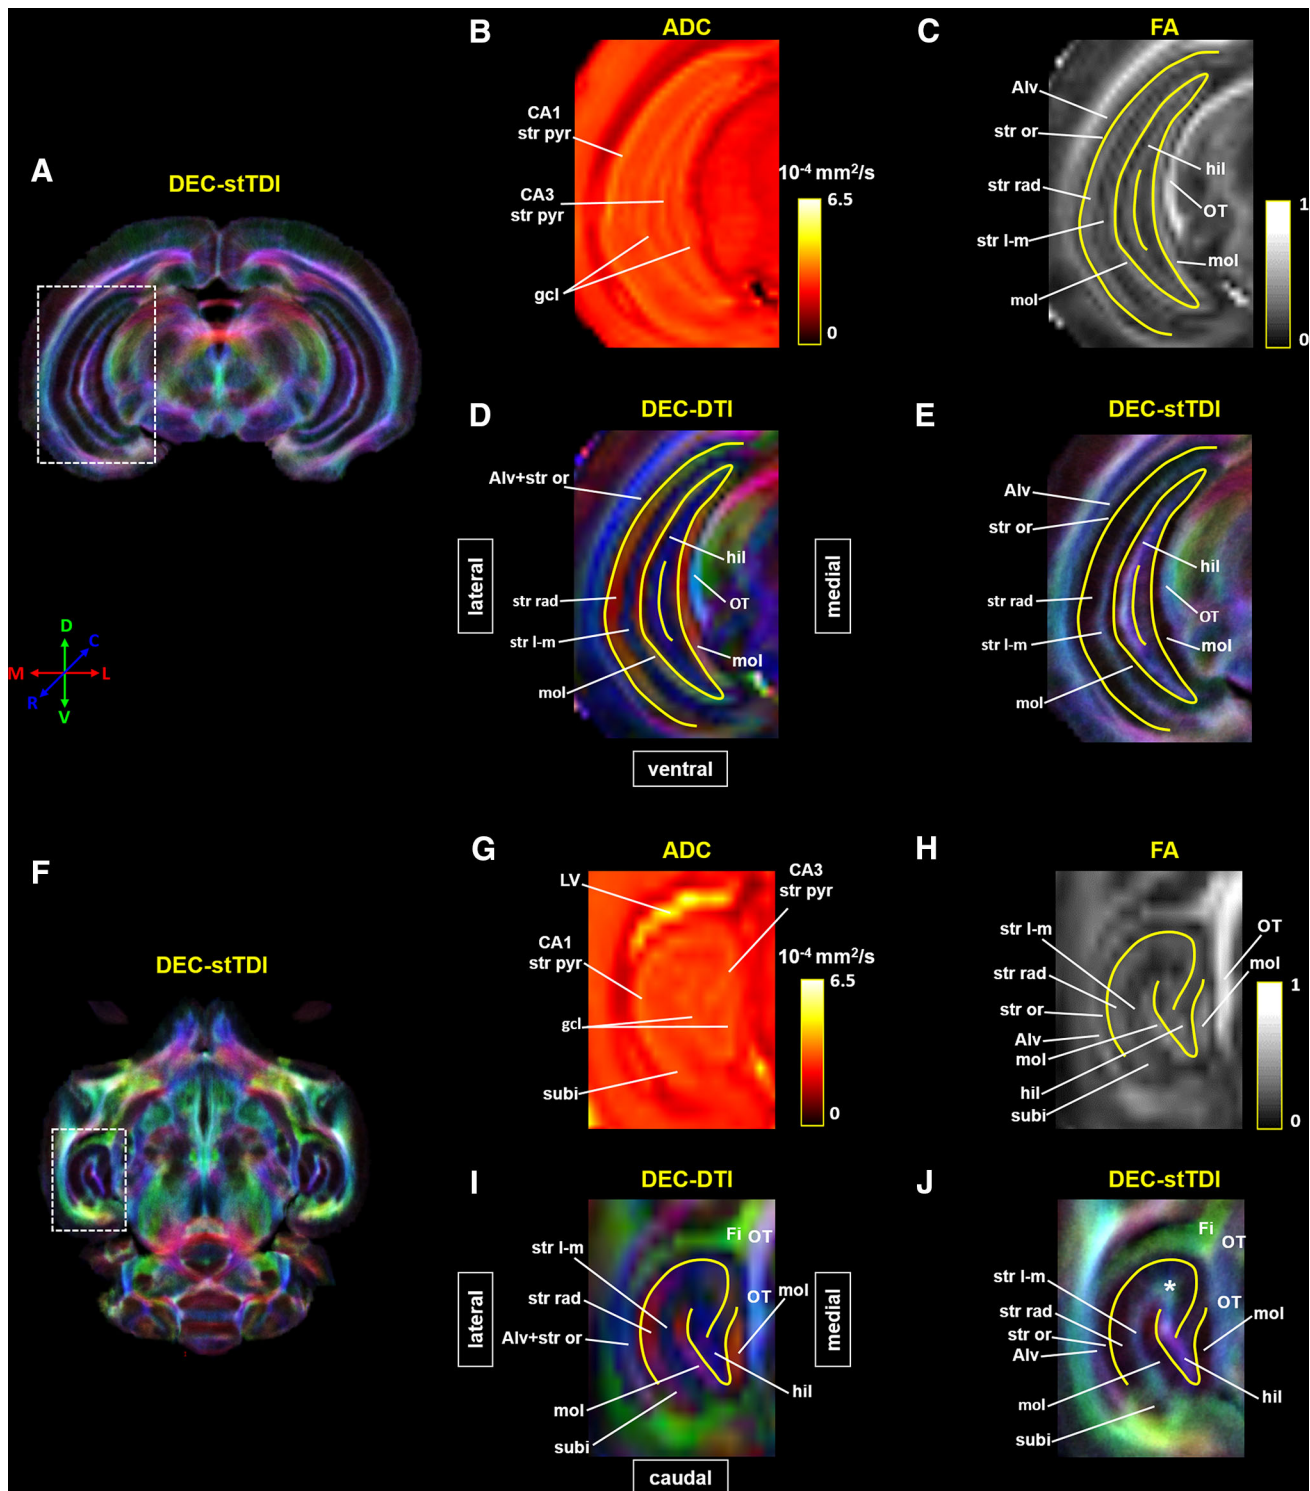 A
DEC-stTDI
B
ADC
CA1
str pyr
CA3
str pyr
gcl
10-4 mm2/s
6.5
0
C
FA
Alv
str or
str rad
str l-m
mol
hil
OT
mol
1
0
D
DEC-DTI
Alv+str or
lateral
str rad
str l-m
mol
hil
OT
mol
medial
ventral
E
DEC-stTDI
Alv
str or
str rad
str l-m
mol
hil
OT
mol
D
C
M
L
R
V
F
DEC-stTDI
G
ADC
LV
CA3
str pyr
CA1
str pyr
gcl
subi
10-4 mm2/s
6.5
0
H
FA
str l-m
str rad
str or
Alv
mol
hil
subi
OT
mol
1
0
I
DEC-DTI
Fi OT
str l-m
str rad
Alv+str or
lateral
mol
subi
OT
mol
hil
medial
caudal
J
DEC-stTDI
Fi
OT
*
str l-m
str rad
str or
Alv
mol
subi
OT
mol
hil